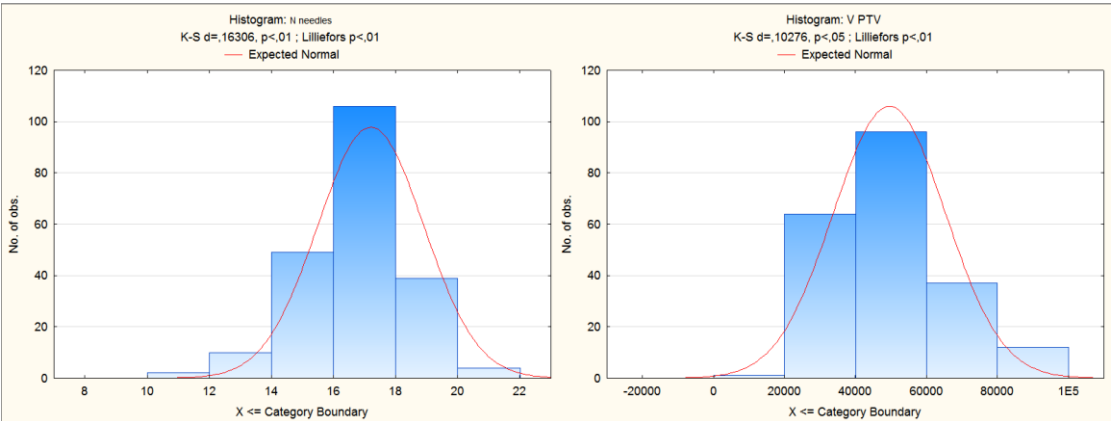 Histogram: N needles
K-S d=,16306, p<,01 ; Lilliefors p<,01
Expected Normal
120
100
80
60
40
20
0
No. of obs.
8 10 12 14 16 18 20 22
X <= Category Boundary
Histogram: V PTV
K-S d=,10276, p<,05 ; Lilliefors p<,01
Expected Normal
120
100
80
60
40
20
0
No. of obs.
-20000 0 20000 40000 60000 80000 1E5
X <= Category Boundary